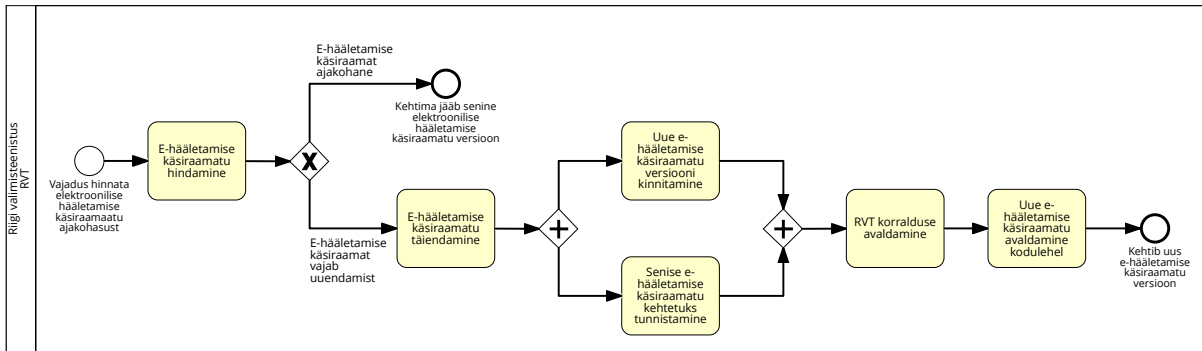 Riigi valimisteenistus
RVT
Vajadus hinnata
elektroonilise
hääletamise
käsiraamaatu
ajakohasust
E-hääletamise
käsiraamatu
hindamine
E-hääletamise
käsiraamat
ajakohane
Kehtima jääb senine
elektroonilise
hääletamise
käsiraamatu versioon
E-hääletamise
käsiraamat
vajab
uuendamist
E-hääletamise
käsiraamatu
täiendamine
Uue e-
hääletamise
käsiraamatu
versiooni
kinnitamine
Senise e-
hääletamise
käsiraamatu
kehtetuks
tunnistamine
RVT korralduse
avaldamine
Uue e-
hääletamise
käsiraamatu
avaldamine
kodulehel
Kehtib uus
e-hääletamise
käsiraamatu
versioon